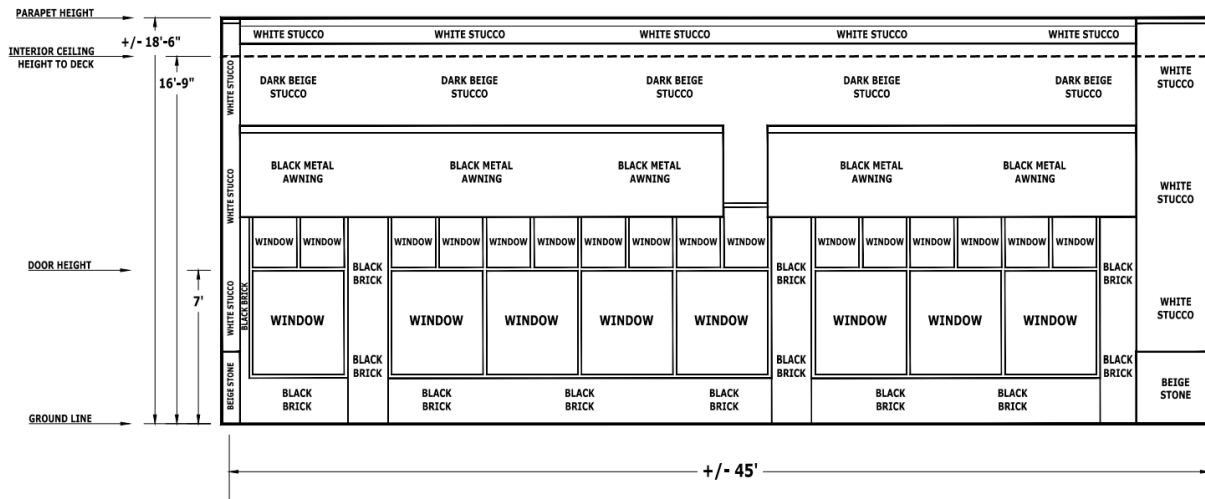 PARAPET HEIGHT
+/- 18'-6"
INTERIOR CEILING
HEIGHT TO DECK
16'-9"
WHITE STUCCO WHITE STUCCO WHITE STUCCO WHITE STUCCO WHITE STUCCO
WHITE STUCCO
DARK BEIGE DARK BEIGE DARK BEIGE DARK BEIGE DARK BEIGE
STUCCO STUCCO STUCCO STUCCO STUCCO
WHITE
STUCCO
WHITE STUCCO
BLACK METAL BLACK METAL BLACK METAL BLACK METAL BLACK METAL
AWNING AWNING AWNING AWNING AWNING
WHITE
STUCCO
WINDOW WINDOW WINDOW WINDOW WINDOW WINDOW WINDOW WINDOW WINDOW WINDOW WINDOW WINDOW WINDOW WINDOW WINDOW WINDOW
DOOR HEIGHT
7'
BLACK BLACK BLACK
BRICK BRICK BRICK
WHITE STUCCO
BLACK BRICK
WINDOW WINDOW WINDOW WINDOW WINDOW WINDOW WINDOW WINDOW
WHITE
STUCCO
BLACK BLACK BLACK
BRICK BRICK BRICK
BEIGE STONE
BLACK BLACK BLACK BLACK BLACK BLACK
BRICK BRICK BRICK BRICK BRICK BRICK
BEIGE
STONE
GROUND LINE
+/- 45'